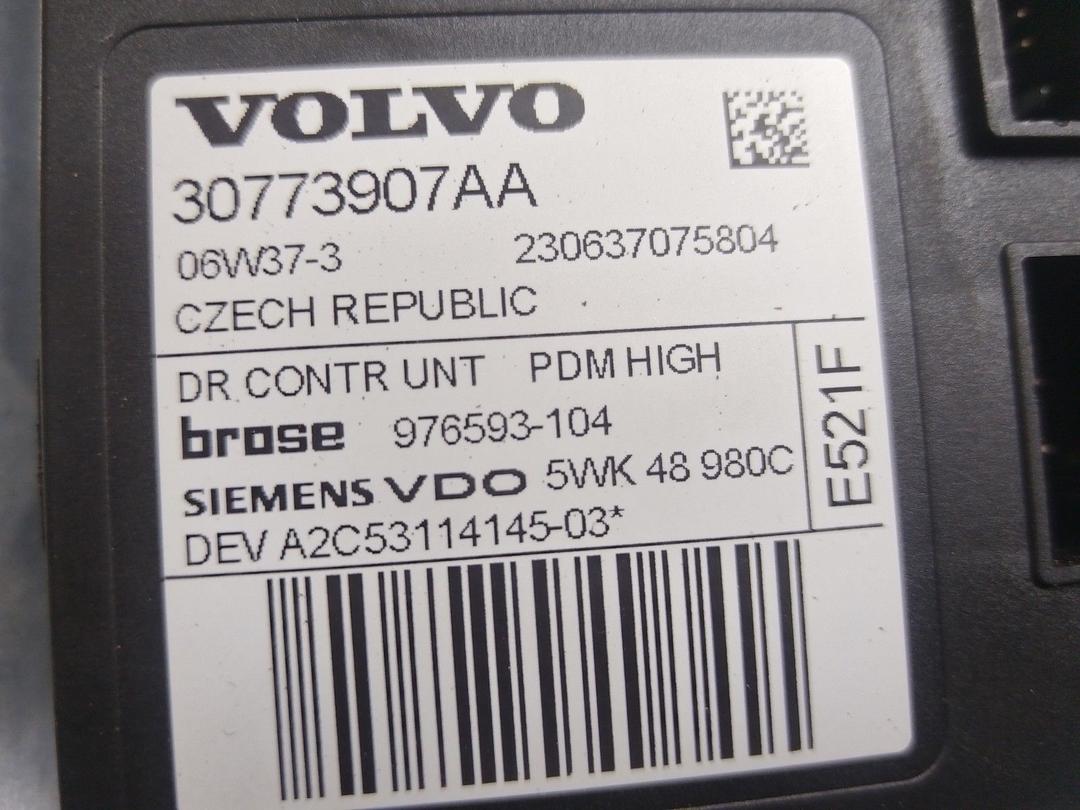 VOLVO
30773907AA
06W37-3 230637075804
CZECH REPUBLIC
DR CONTR UNT PDM HIGH
brose 976593-104
SIEMENS VDO 5WK 48 980C
DEV A2C53114145-03*
E521F